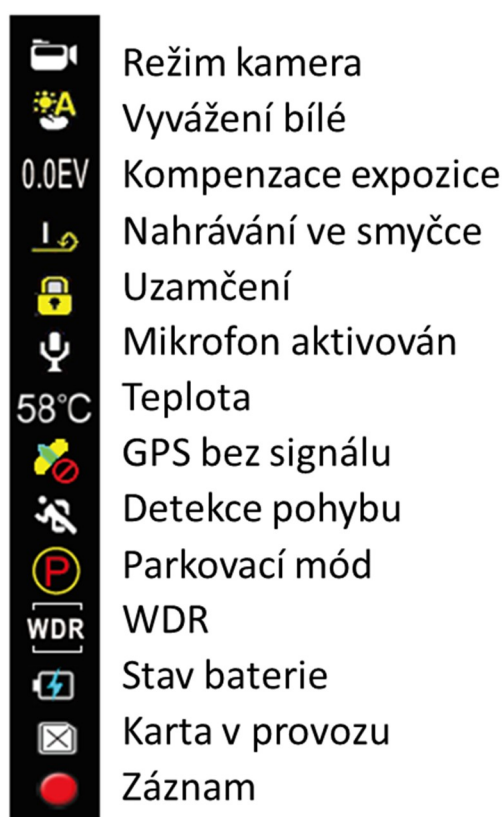 Režim kamera
A Vyvážení bílé
0.0EV Kompenzace expozice
Nahrávání ve smyčce
Uzamčení
Mikrofon aktivován
58°C Teplota
GPS bez signálu
Detekce pohybu
P Parkovací mód
WDR WDR
Stav baterie
Karta v provozu
Záznam